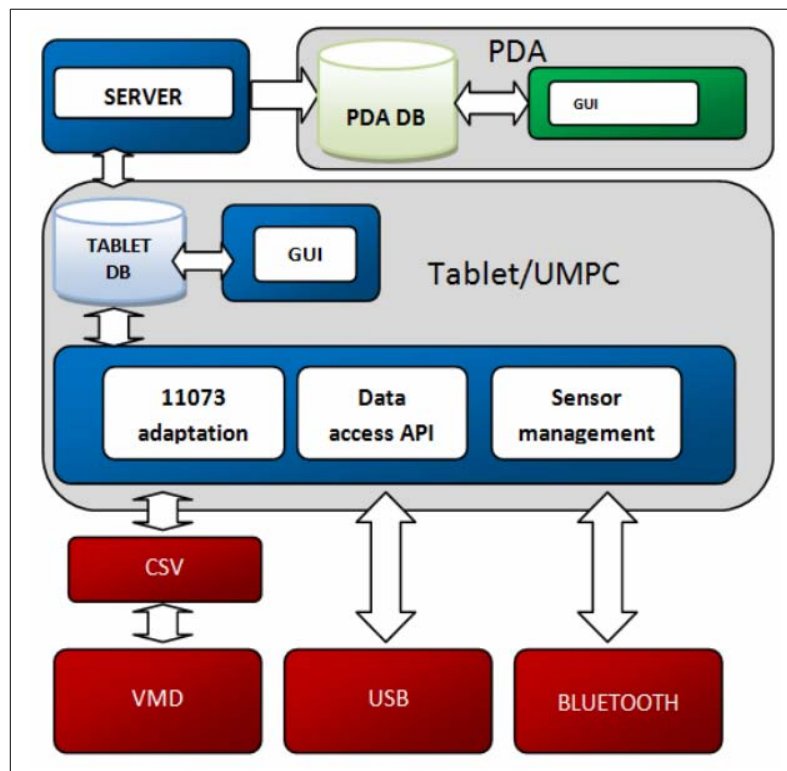 PDA
SERVER
PDA DB
GUI
TABLET
DB
GUI
Tablet/UMPC
11073
adaptation
Data
access API
Sensor
management
CSV
VMD
USB
BLUETOOTH